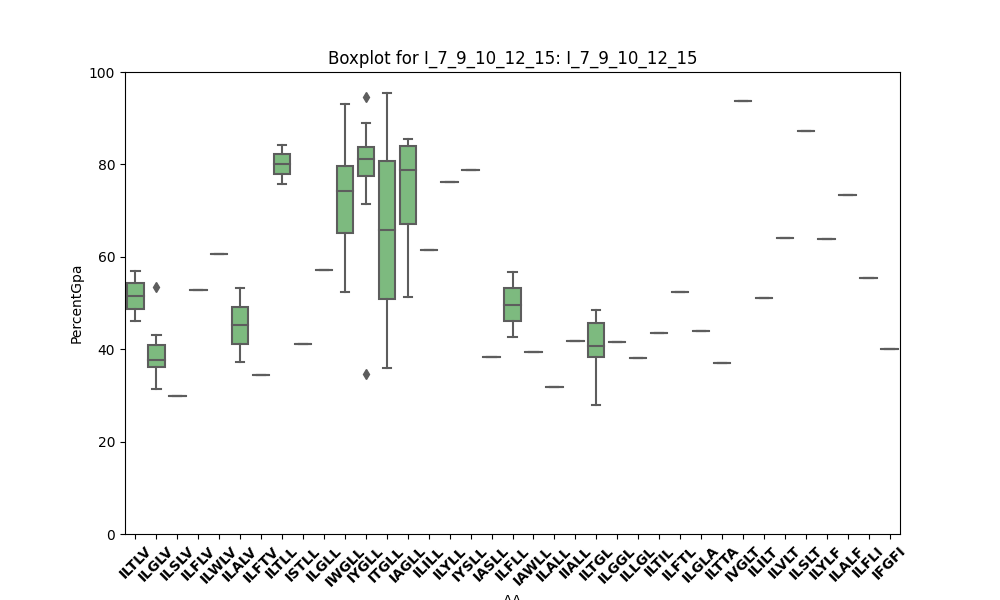 Boxplot for I_7_9_10_12_15: I_7_9_10_12_15
100
80
60
40
20
0
PercentGpa
ILTLV ILGLV ILSLV ILFLV ILWLV ILALV ILFTV ILTLL ISTLL ILGLL IWGLL IYGLL ITGLL IAGLL ILILL ILYLL IYSLL IASLL ILFLL IAWLL ILALL IIALL ILTGL ILGGL ILLGL ILTIL ILFTL ILGLA ILTTA IVGLT ILILT ILVLT ILSLT ILYLF ILALF ILFLI IFGFI
AA